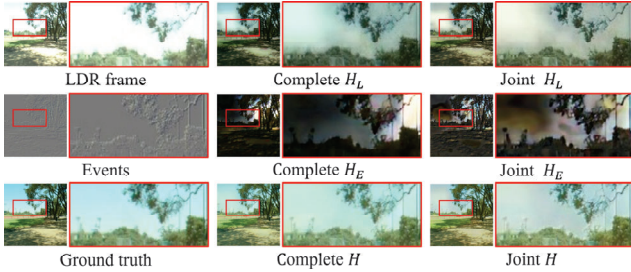 LDR frame Complete H_L Joint H_L
Events Complete H_E Joint H_E
Ground truth Complete H Joint H